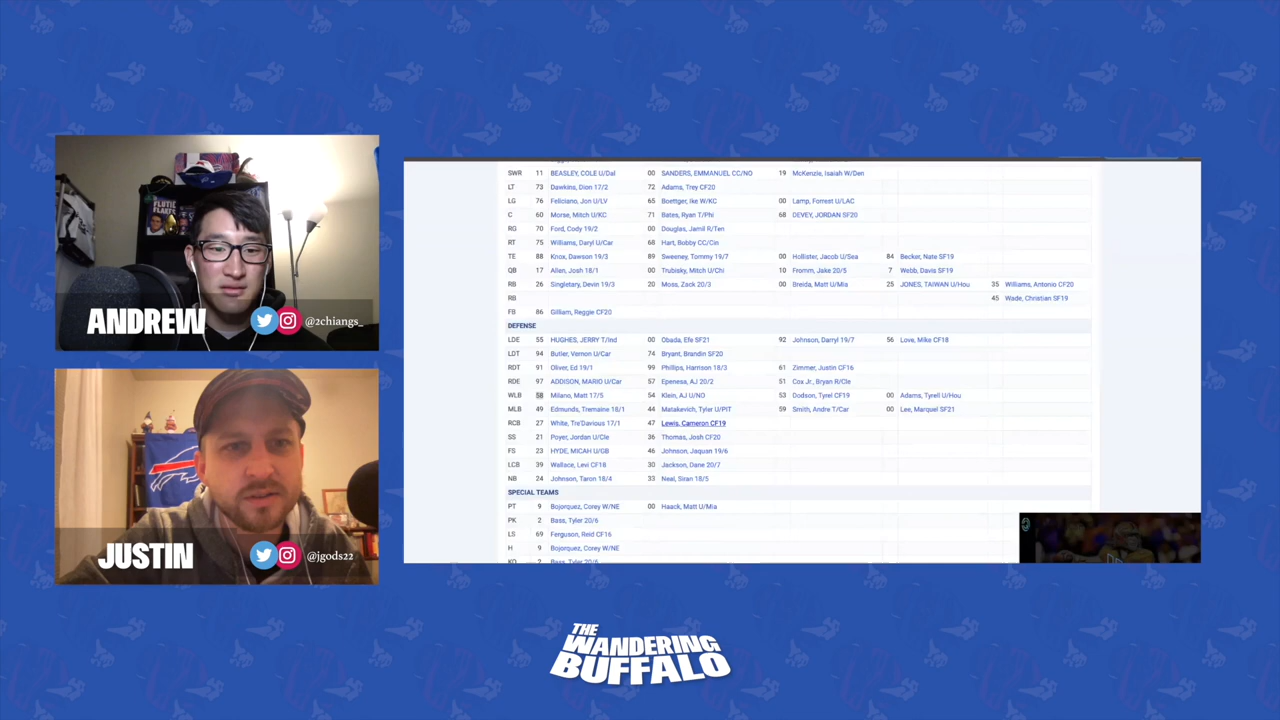 FLUTIE
FLAKES
ANDREW
@2chiangs_
JUSTIN
@jgods22
SWR 11 BEASLEY, COLE U/Dal 00 SANDERS, EMMANUEL CC/NO 19 McKenzie, Isaiah W/Den
LT 73 Dawkins, Dion 17/2 72 Adams, Trey CF20
LG 76 Feliciano, Jon U/LV 65 Boettger, Ike W/KC 00 Lamp, Forrest U/LAC
C 60 Morse, Mitch U/KC 71 Bates, Ryan T/Phi 68 DEVEY, JORDAN SF20
RG 70 Ford, Cody 19/2 00 Douglas, Jamil R/Ten
RT 75 Williams, Daryl U/Car 68 Hart, Bobby CC/Cin
TE 88 Knox, Dawson 19/3 89 Sweeney, Tommy 19/7 00 Hollister, Jacob U/Sea 84 Becker, Nate SF19
QB 17 Allen, Josh 18/1 00 Trubisky, Mitch U/Chi 10 Fromm, Jake 20/5 7 Webb, Davis SF19
RB 26 Singletary, Devin 19/3 20 Moss, Zack 20/3 00 Breida, Matt U/Mia 25 JONES, TAIWAN U/Hou 35 Williams, Antonio CF20
RB 45 Wade, Christian SF19
FB 86 Gilliam, Reggie CF20
DEFENSE
LDE 55 HUGHES, JERRY T/Ind 00 Obada, Efe SF21 92 Johnson, Darryl 19/7 56 Love, Mike CF18
LDT 94 Butler, Vernon U/Car 74 Bryant, Brandin SF20
RDT 91 Oliver, Ed 19/1 99 Phillips, Harrison 18/3 61 Zimmer, Justin CF16
RDE 97 ADDISON, MARIO U/Car 57 Epenesa, AJ 20/2 51 Cox Jr., Bryan R/Cle
WLB 58 Milano, Matt 17/5 54 Klein, AJ U/NO 53 Dodson, Tyrel CF19 00 Adams, Tyrell U/Hou
MLB 49 Edmunds, Tremaine 18/1 44 Matakevich, Tyler U/PIT 59 Smith, Andre T/Car 00 Lee, Marquel SF21
RCB 27 White, Tre'Davious 17/1 47 Lewis, Cameron CF19
SS 21 Poyer, Jordan U/Cle 36 Thomas, Josh CF20
FS 23 HYDE, MICAH U/GB 46 Johnson, Jaquan 19/6
LCB 39 Wallace, Levi CF18 30 Jackson, Dane 20/7
NB 24 Johnson, Taron 18/4 33 Neal, Siran 18/5
SPECIAL TEAMS
PT 9 Bojorquez, Corey W/NE 00 Haack, Matt U/Mia
PK 2 Bass, Tyler 20/6
LS 69 Ferguson, Reid CF16
H 9 Bojorquez, Corey W/NE
KO 2 Bass, Tyler 20/6
THE
WANDERING
BUFFALO